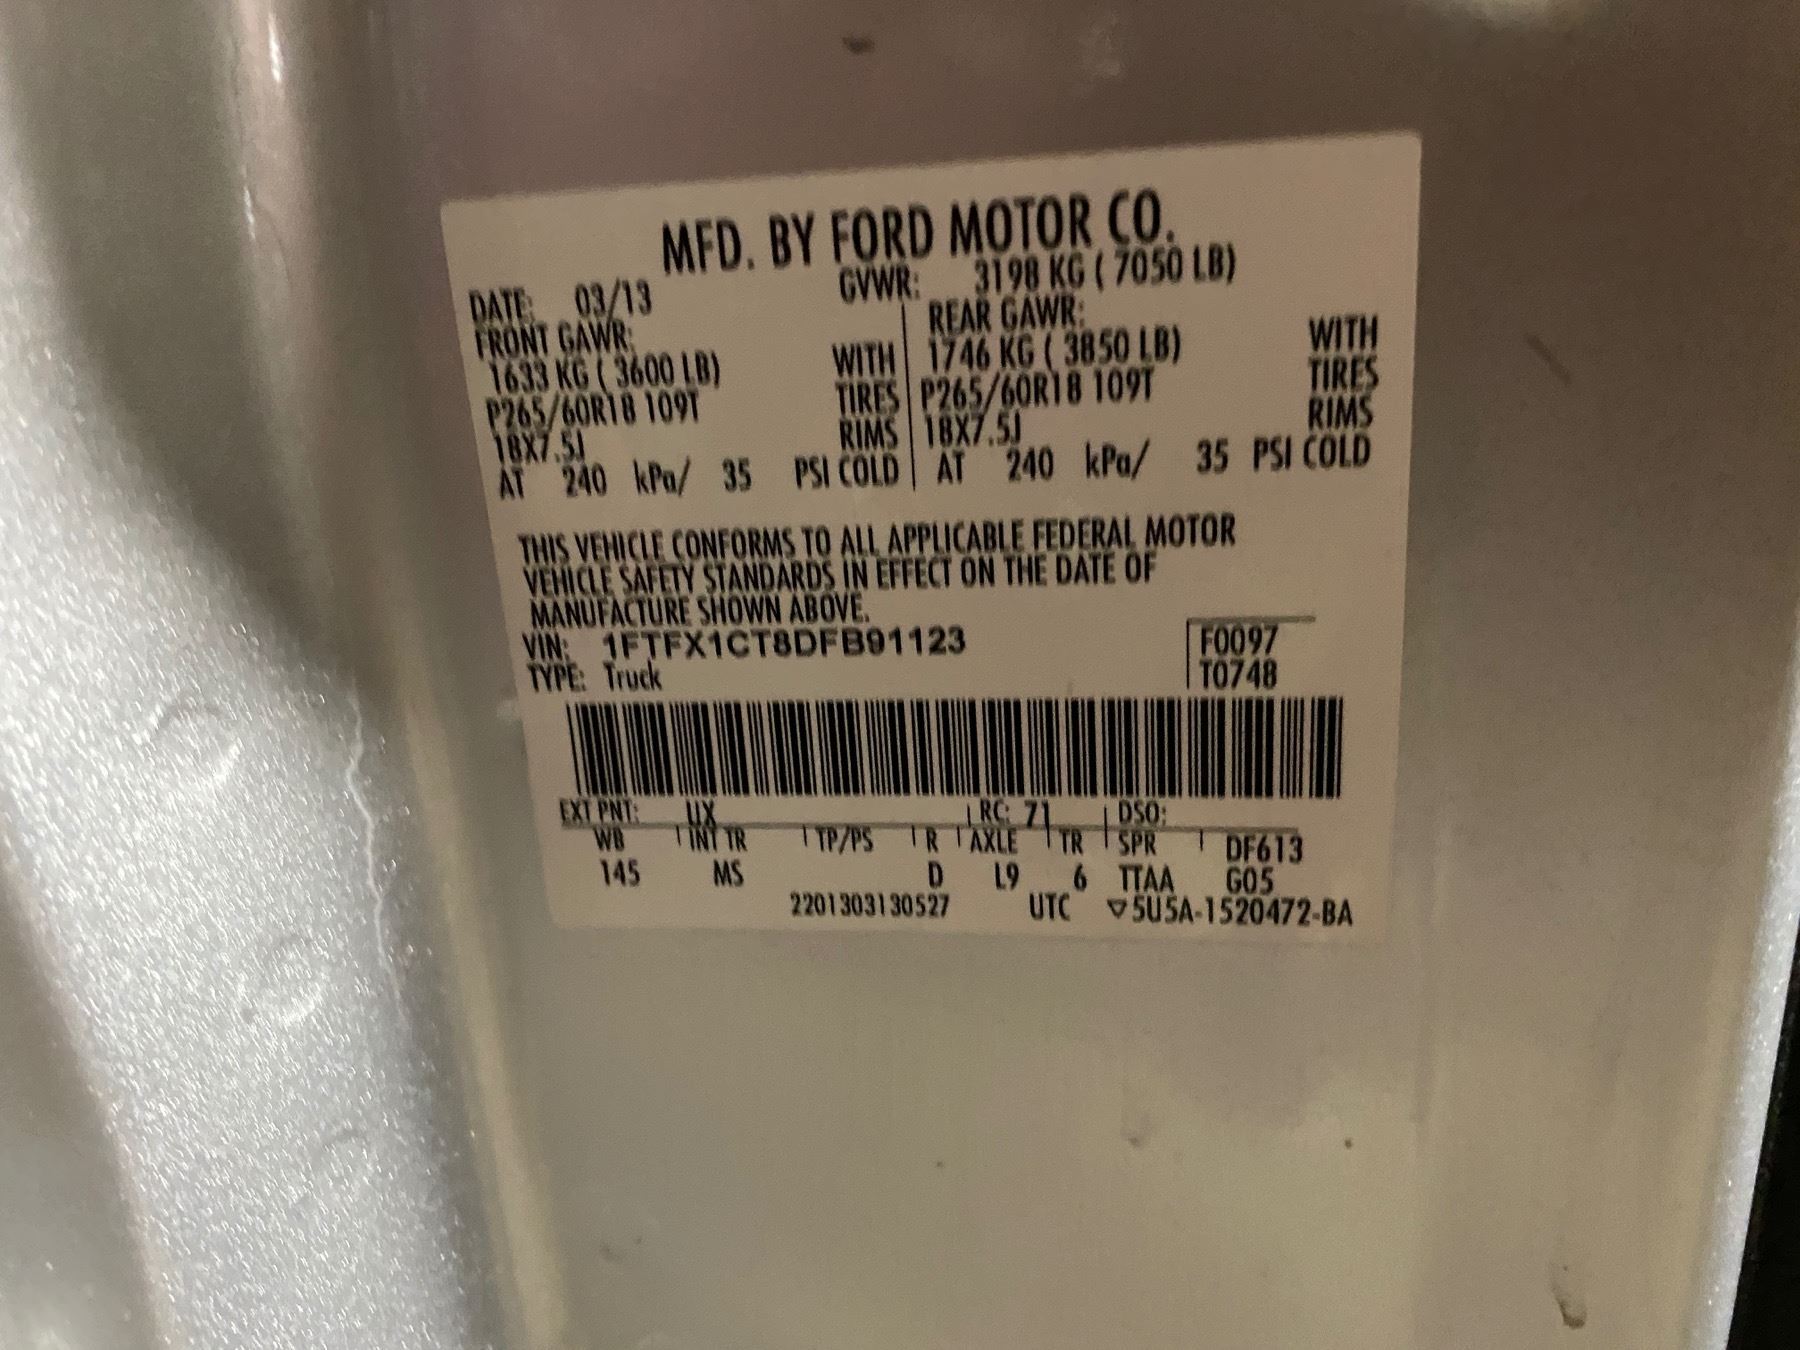 MFD. BY FORD MOTOR CO.
DATE: 03/13 GVWR: 3198 KG ( 7050 LB)
FRONT GAWR: REAR GAWR:
1633 KG ( 3600 LB) WITH 1746 KG ( 3850 LB) WITH
P265/60R18 109T TIRES P265/60R18 109T TIRES
18X7.5J RIMS 18X7.5J RIMS
AT 240 kPa/ 35 PSI COLD AT 240 kPa/ 35 PSI COLD
THIS VEHICLE CONFORMS TO ALL APPLICABLE FEDERAL MOTOR
VEHICLE SAFETY STANDARDS IN EFFECT ON THE DATE OF
MANUFACTURE SHOWN ABOVE.
VIN: 1FTFX1CT8DFB91123 F0097
TYPE: Truck T0748
EXT PNT: UX RC: 71 DSO:
WB INT TR TP/PS R AXLE TR SPR DF613
145 MS D L9 6 TTAA G05
2201303130527 UTC ▽5U5A-1520472-BA